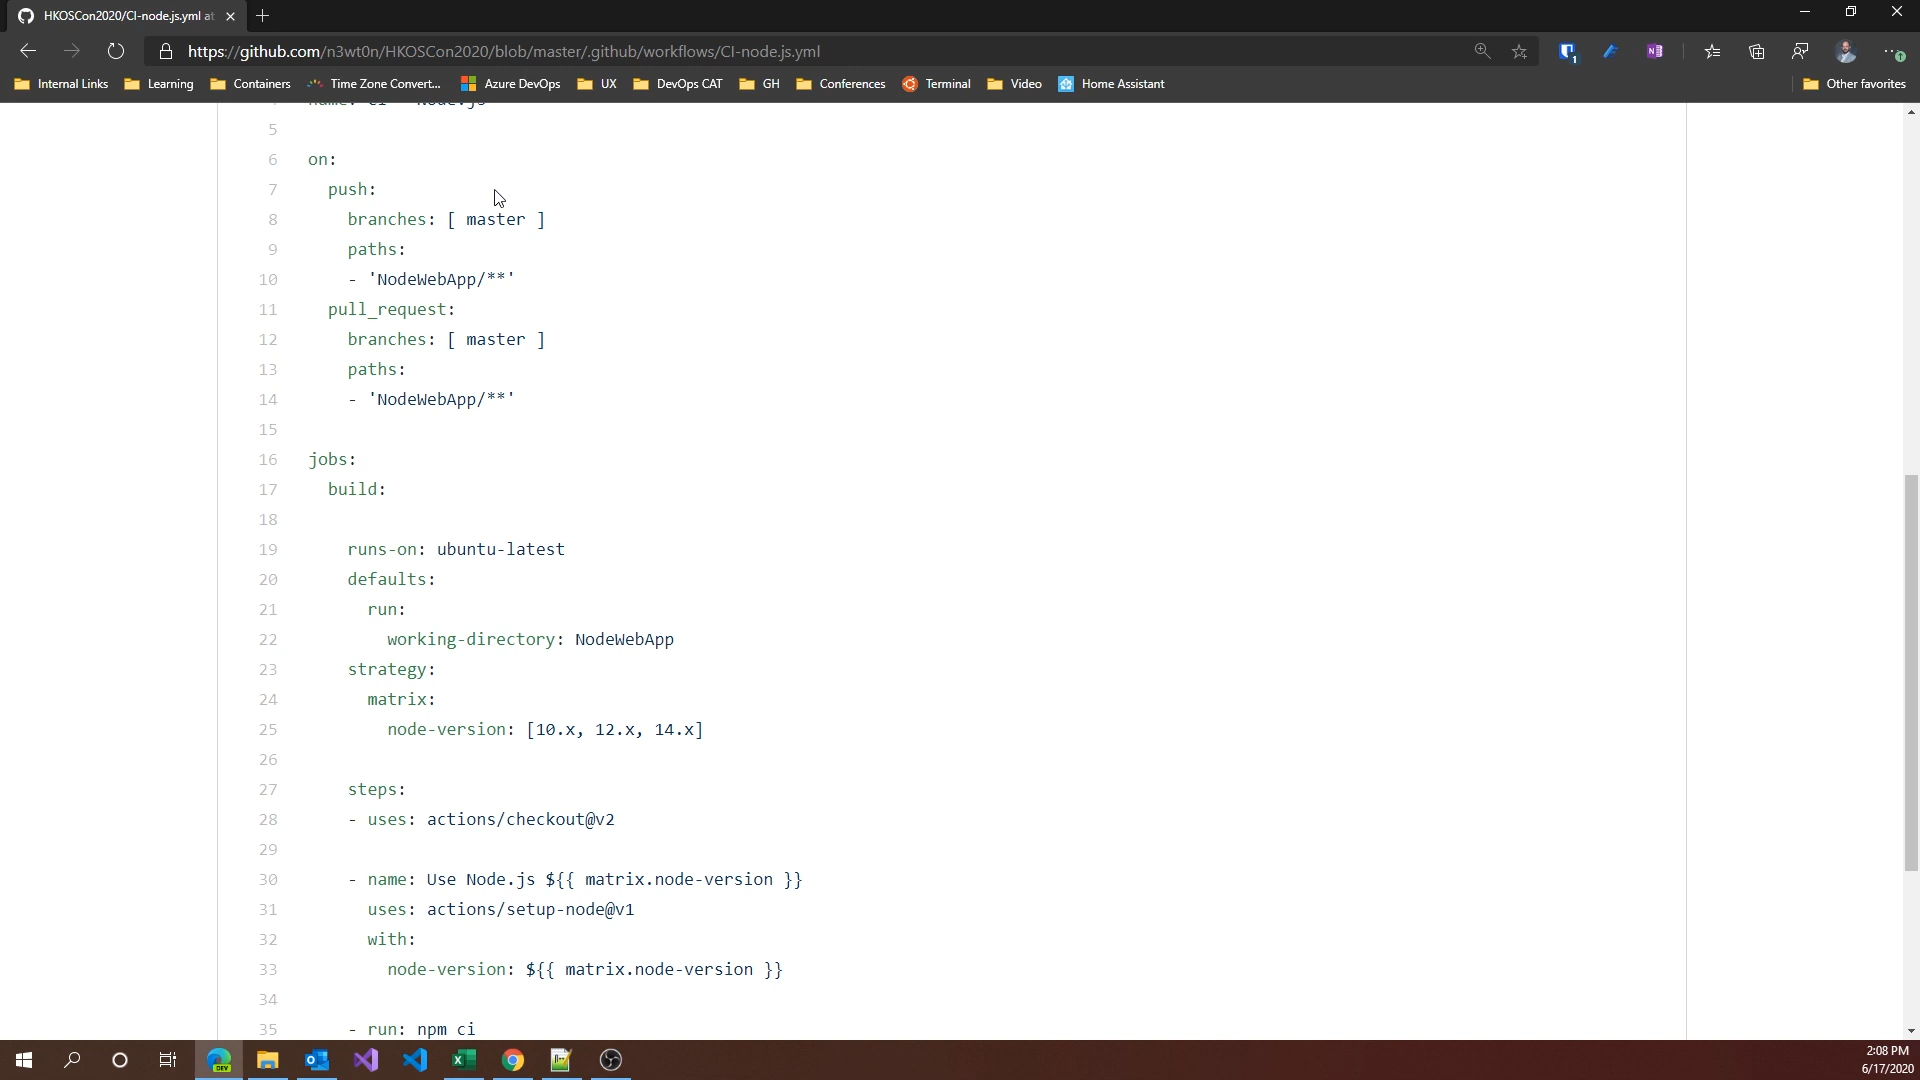 HKOSCon2020/CI-node.js.yml at
https://github.com/n3wt0n/HKOSCon2020/blob/master/.github/workflows/CI-node.js.yml
1
Internal Links Learning Containers Time Zone Convert... Azure DevOps UX DevOps CAT GH Conferences Terminal Video Home Assistant Other favorites
5
6 on:
7 push:
8 branches: [ master ]
9 paths:
10 - 'NodeWebApp/**'
11 pull_request:
12 branches: [ master ]
13 paths:
14 - 'NodeWebApp/**'
15
16 jobs:
17 build:
18
19 runs-on: ubuntu-latest
20 defaults:
21 run:
22 working-directory: NodeWebApp
23 strategy:
24 matrix:
25 node-version: [10.x, 12.x, 14.x]
26
27 steps:
28 - uses: actions/checkout@v2
29
30 - name: Use Node.js ${{ matrix.node-version }}
31 uses: actions/setup-node@v1
32 with:
33 node-version: ${{ matrix.node-version }}
34
35 - run: npm ci
DEV
2:08 PM
6/17/2020